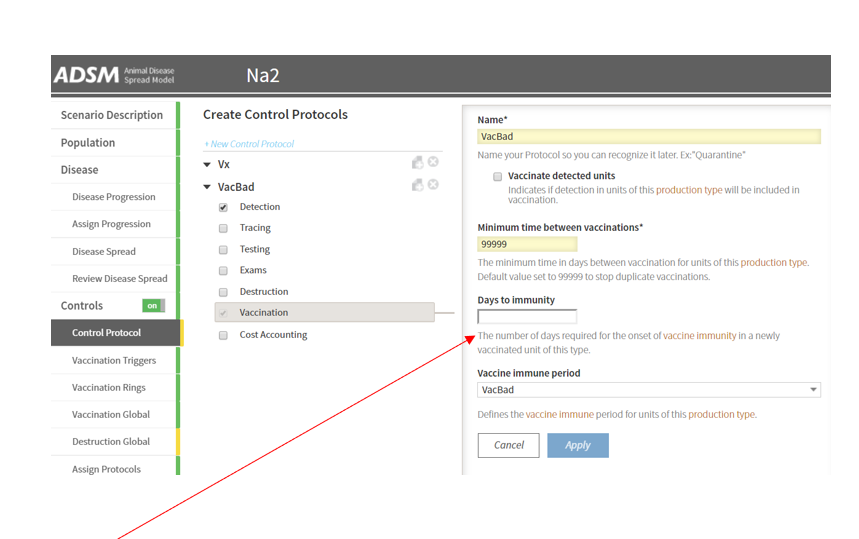 ADSM Animal Disease
Spread Model
Na2
Scenario Description
Population
Disease
Disease Progression
Assign Progression
Disease Spread
Review Disease Spread
Controls on
Control Protocol
Vaccination Triggers
Vaccination Rings
Vaccination Global
Destruction Global
Assign Protocols
Create Control Protocols
+ New Control Protocol
Vx
VacBad
Detection
Tracing
Testing
Exams
Destruction
Vaccination
Cost Accounting
Name*
VacBad
Name your Protocol so you can recognize it later. Ex:"Quarantine"
Vaccinate detected units
Indicates if detection in units of this production type will be included in
vaccination.
Minimum time between vaccinations*
99999
The minimum time in days between vaccination for units of this production type.
Default value set to 99999 to stop duplicate vaccinations.
Days to immunity
The number of days required for the onset of vaccine immunity in a newly
vaccinated unit of this type.
Vaccine immune period
VacBad
Defines the vaccine immune period for units of this production type.
Cancel
Apply